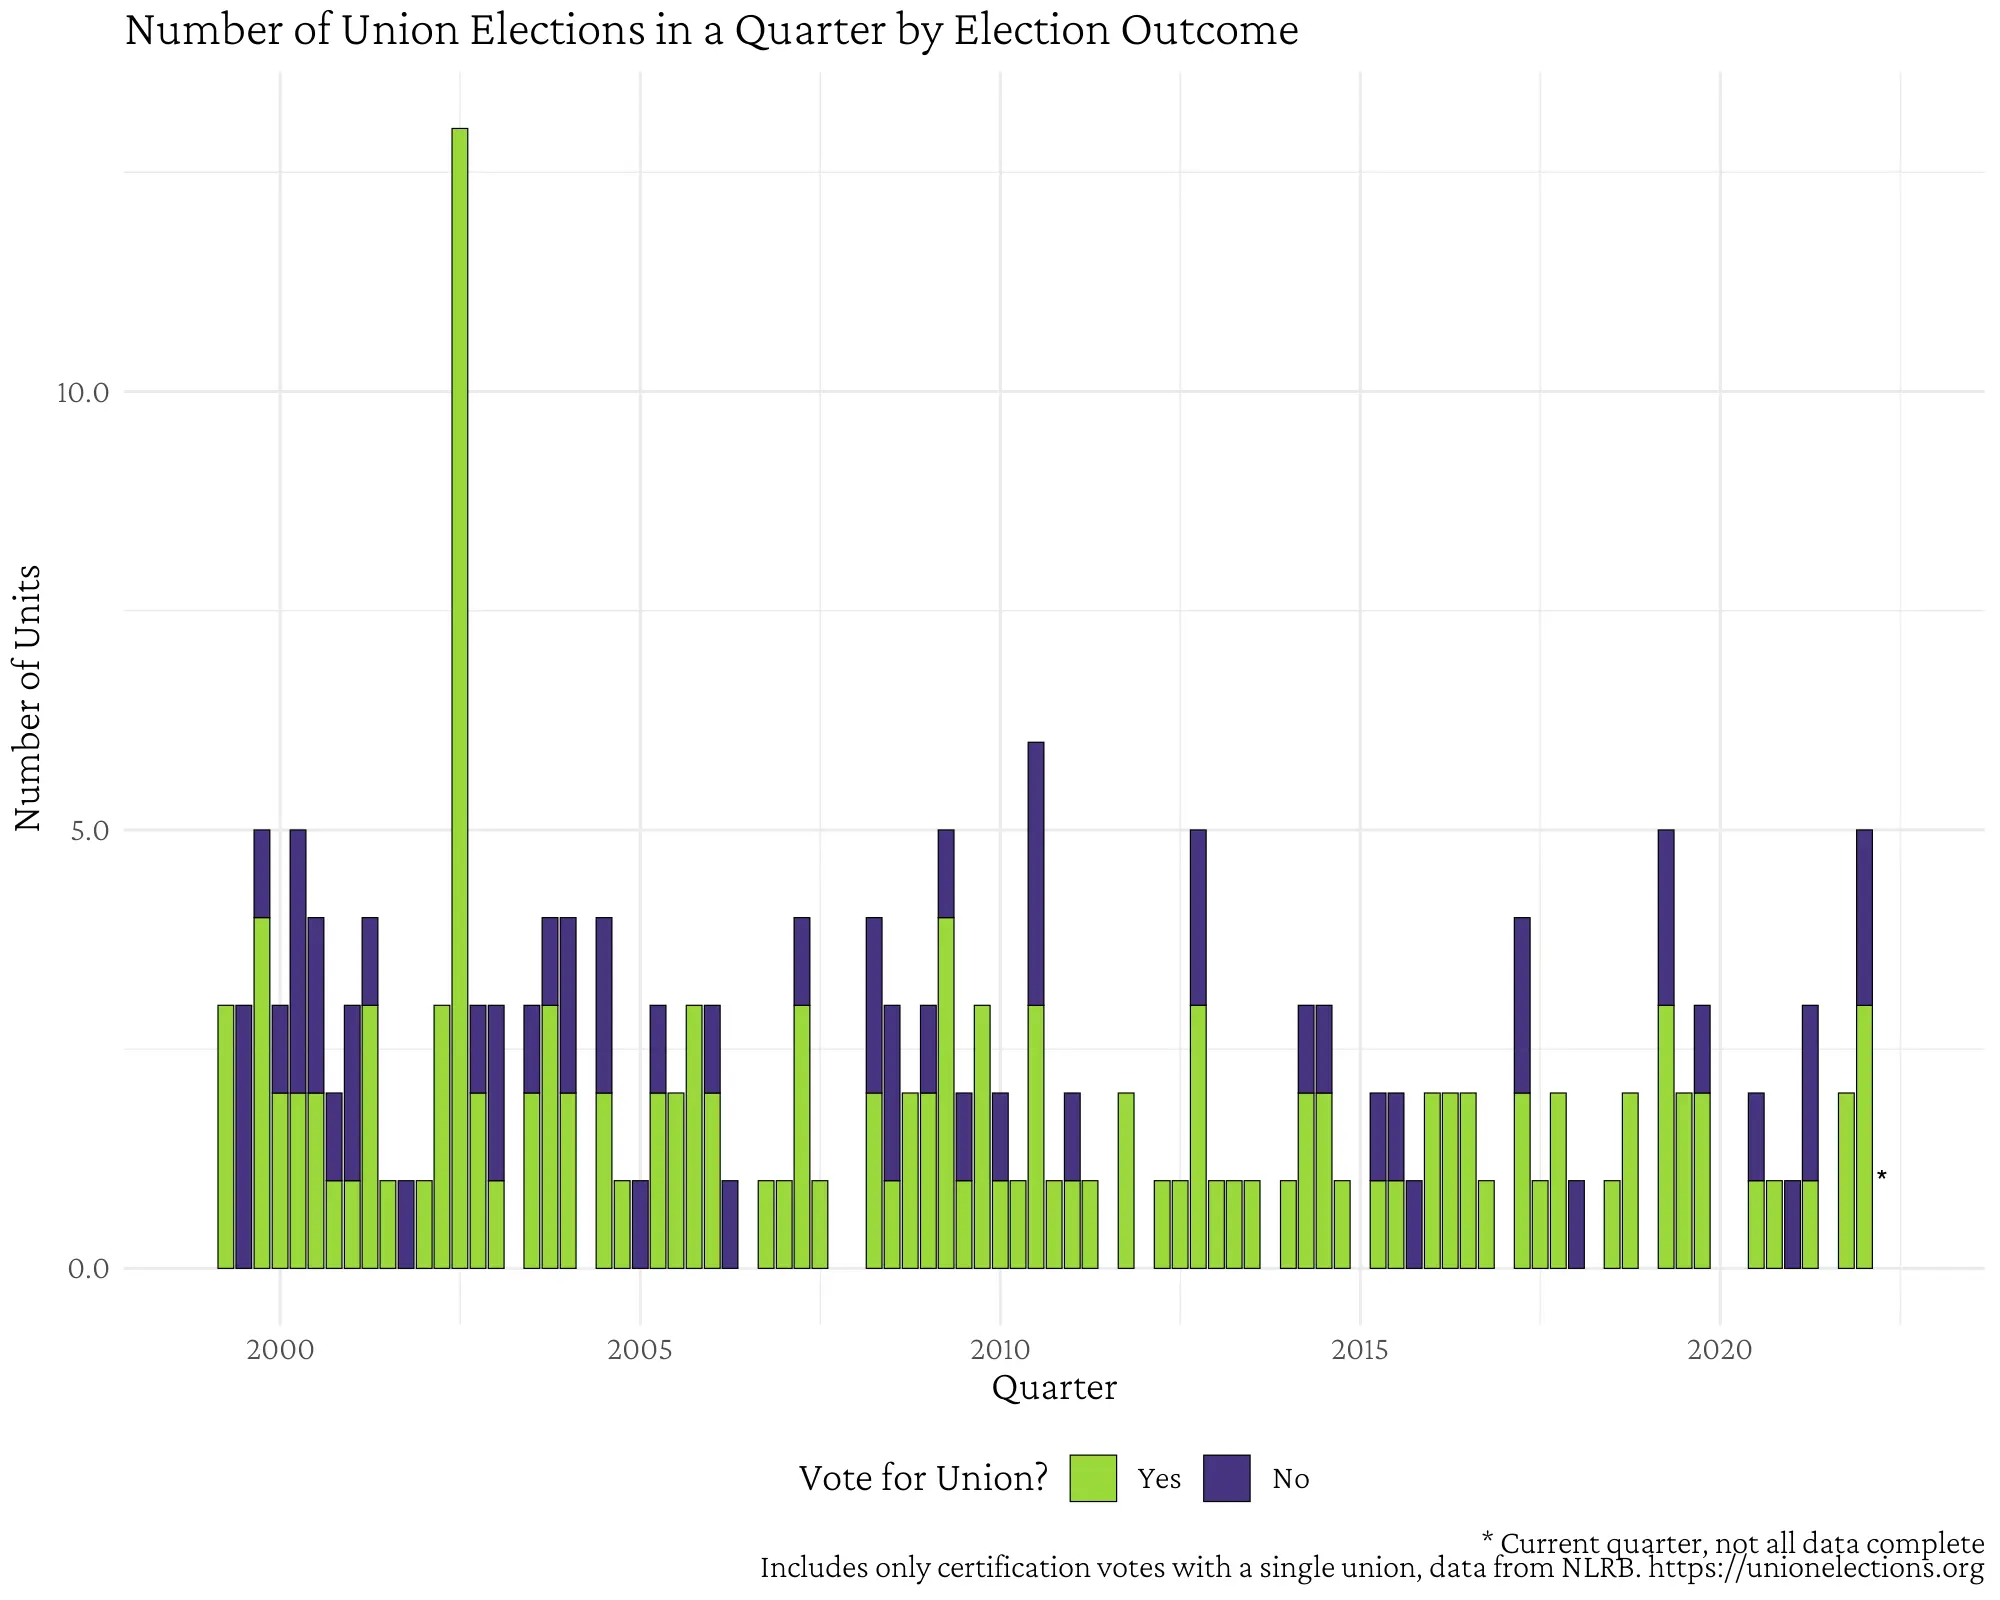 Number of Union Elections in a Quarter by Election Outcome
Number of Units
10.0
5.0
0.0
*
2000 2005 2010 2015 2020
Quarter
Vote for Union? Yes No
* Current quarter, not all data complete
Includes only certification votes with a single union, data from NLRB. https://unionelections.org